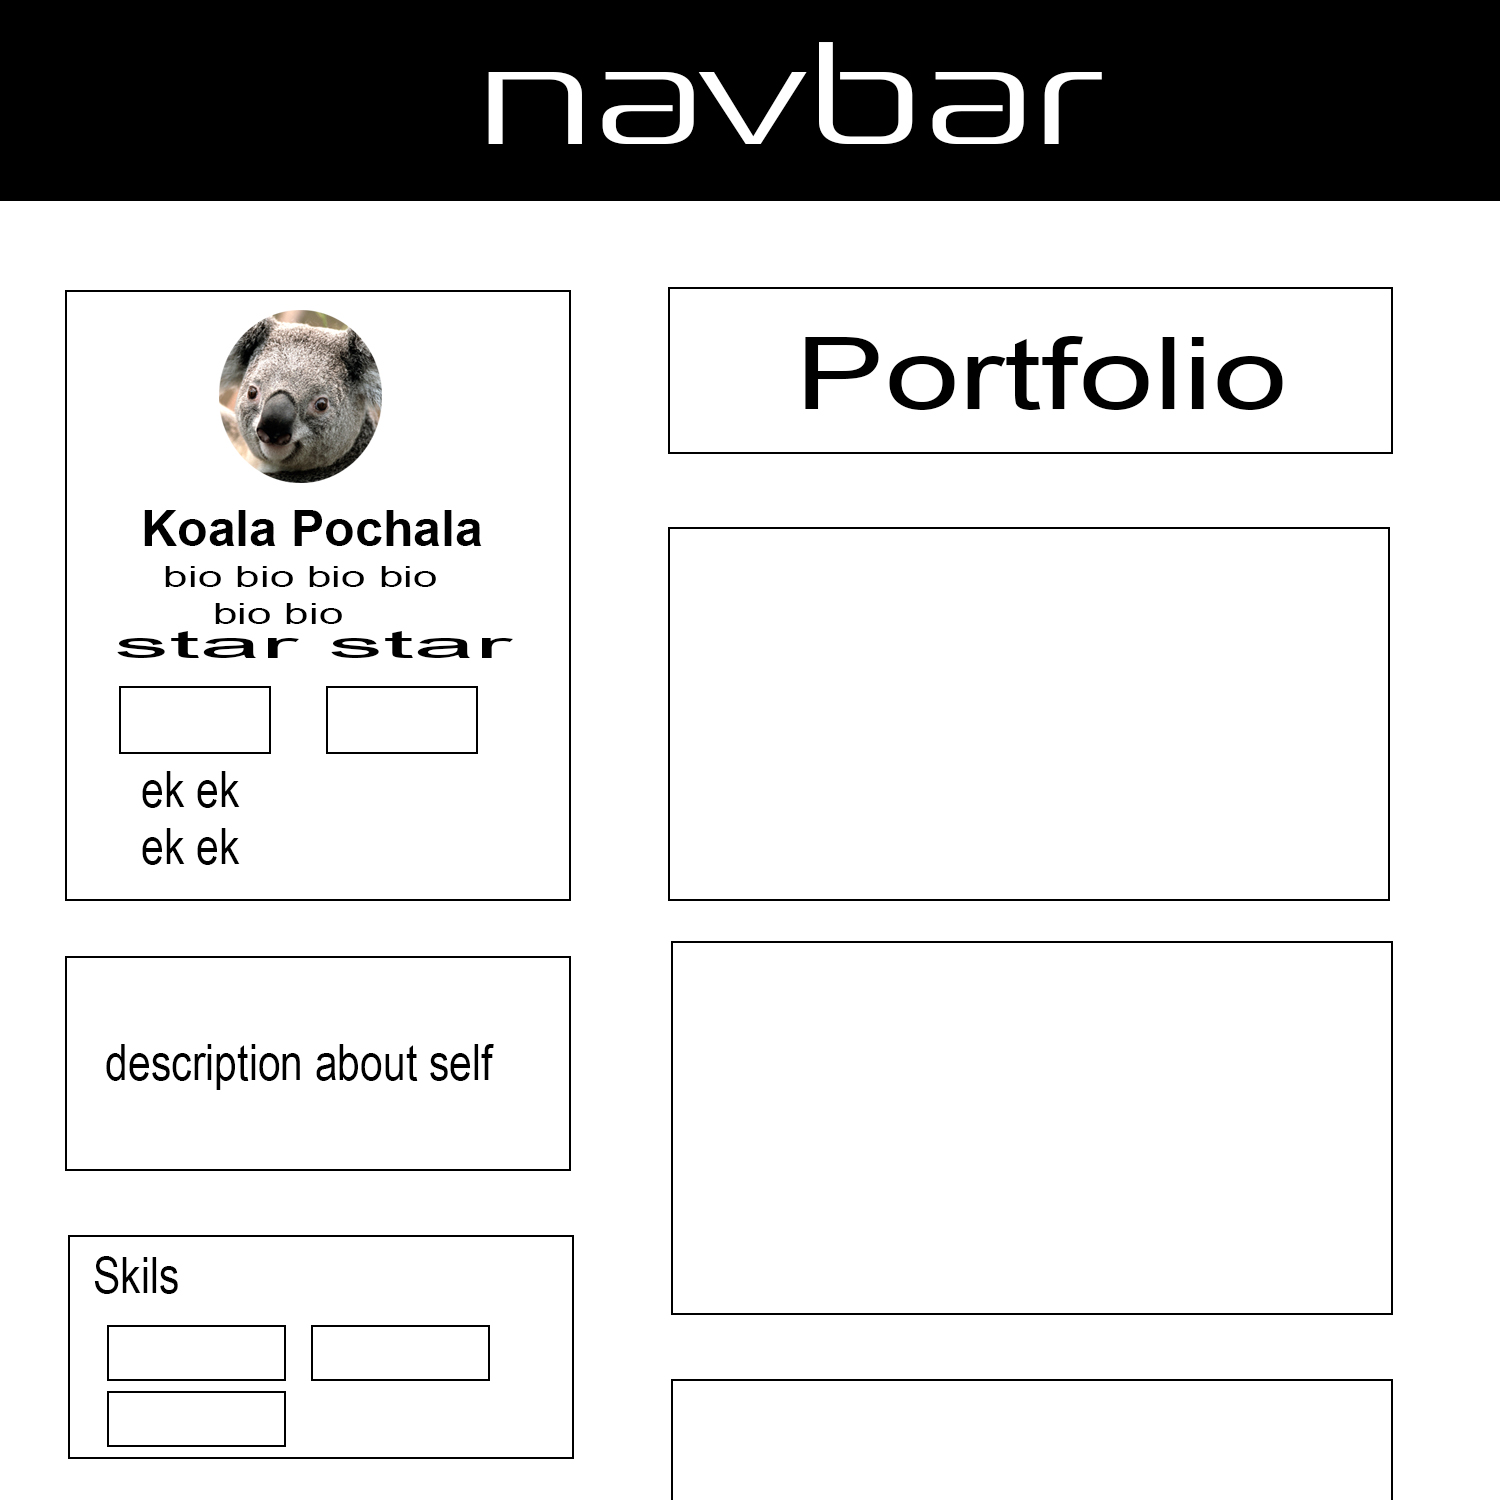 navbar
Koala Pochala
bio bio bio bio
bio bio
star star
ek ek
ek ek
description about self
Skils
Portfolio